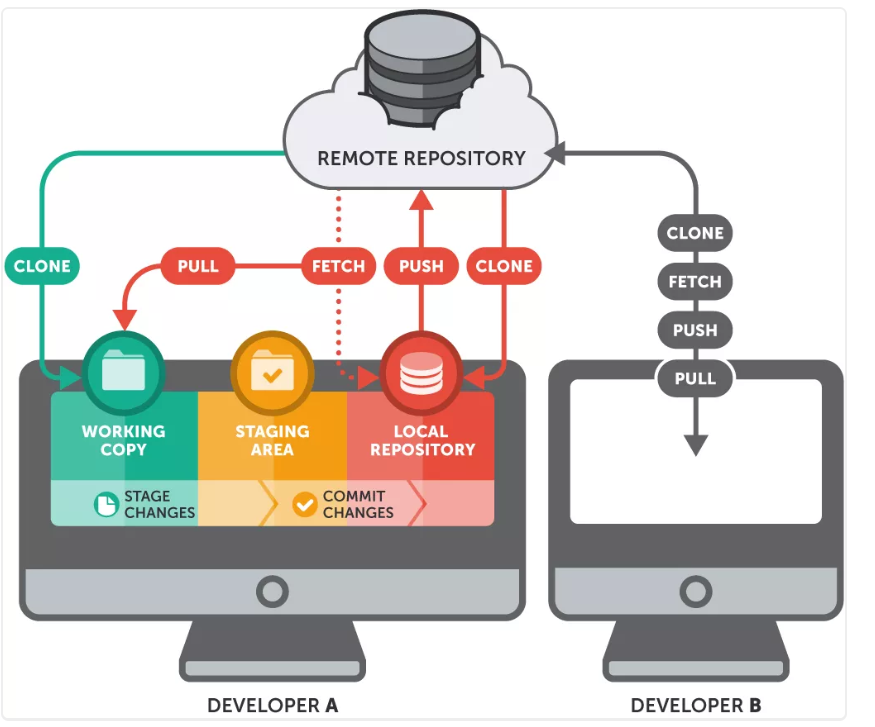 REMOTE REPOSITORY
CLONE
PULL
FETCH
PUSH
CLONE
CLONE
FETCH
PUSH
PULL
WORKING
COPY
STAGING
AREA
LOCAL
REPOSITORY
STAGE
CHANGES
COMMIT
CHANGES
DEVELOPER A
DEVELOPER B